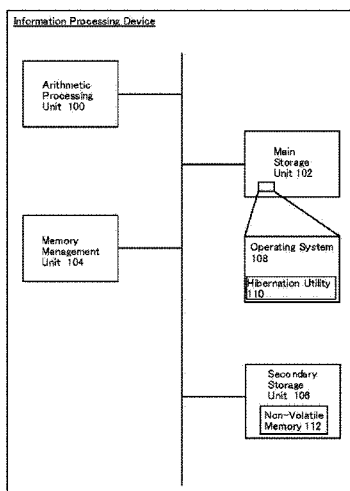 Information Processing Device
Arithmetic
Processing
Unit 100
Main
Storage
Unit 102
Memory
Management
Unit 104
Operating System
108
Hibernation Utility
110
Secondary
Storage
Unit 106
Non-Volatile
Memory 112